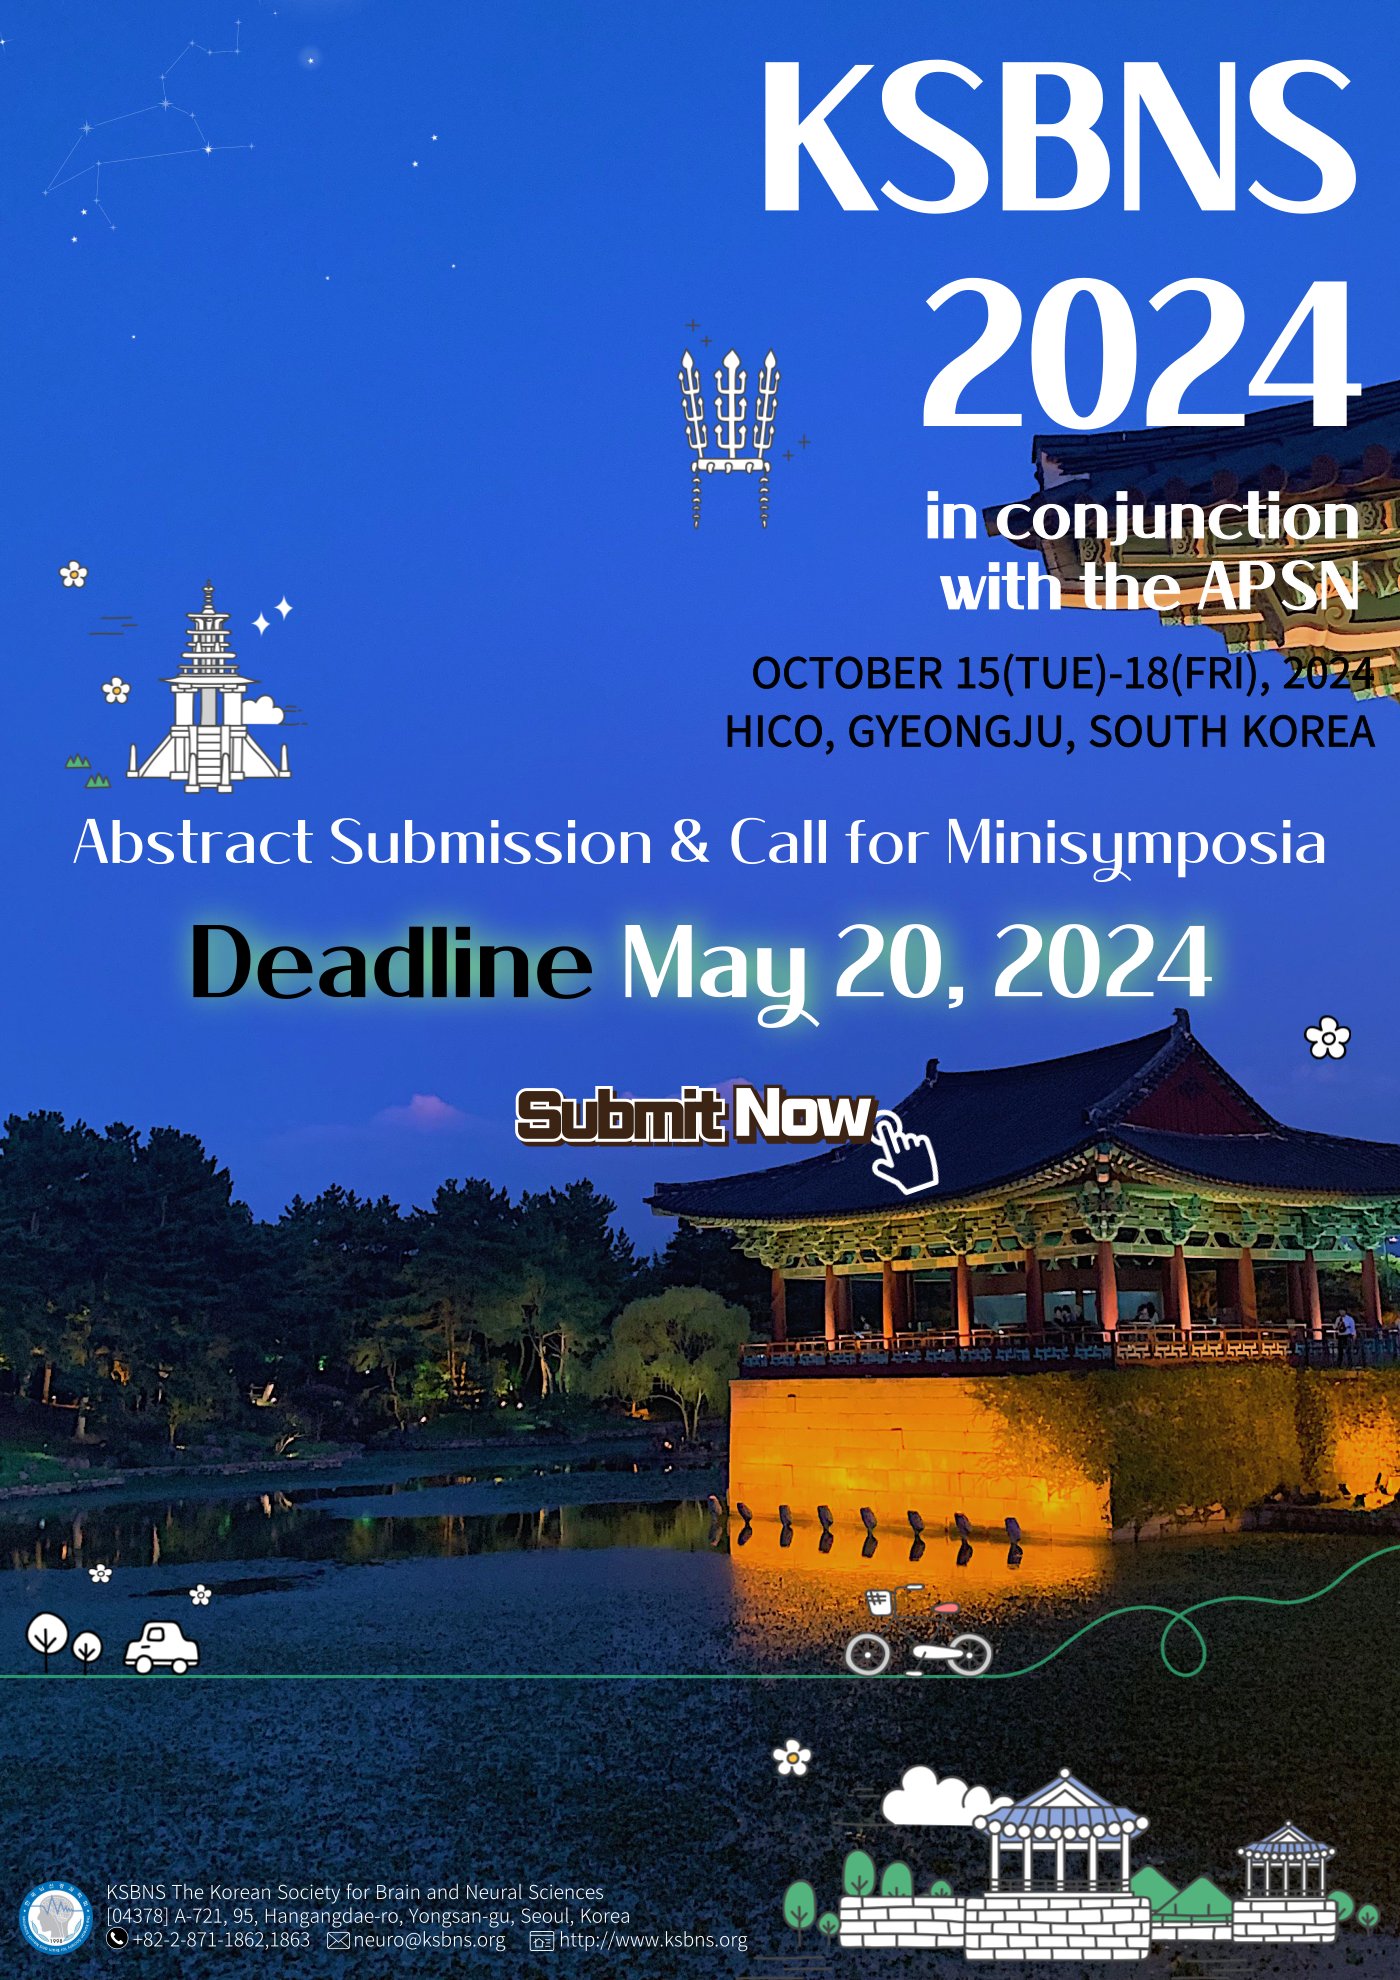 KSBNS
2024
in conjunction
with the APSN
OCTOBER 15(TUE)-18(FRI), 2024
HICO, GYEONGJU, SOUTH KOREA
Abstract Submission & Call for Minisymposia
Deadline May 20, 2024
Submit Now
KSBNS The Korean Society for Brain and Neural Sciences
[04378] A-721, 95, Hangangdae-ro, Yongsan-gu, Seoul, Korea
+82-2-871-1862,1863 neuro@ksbns.org http://www.ksbns.org
1998